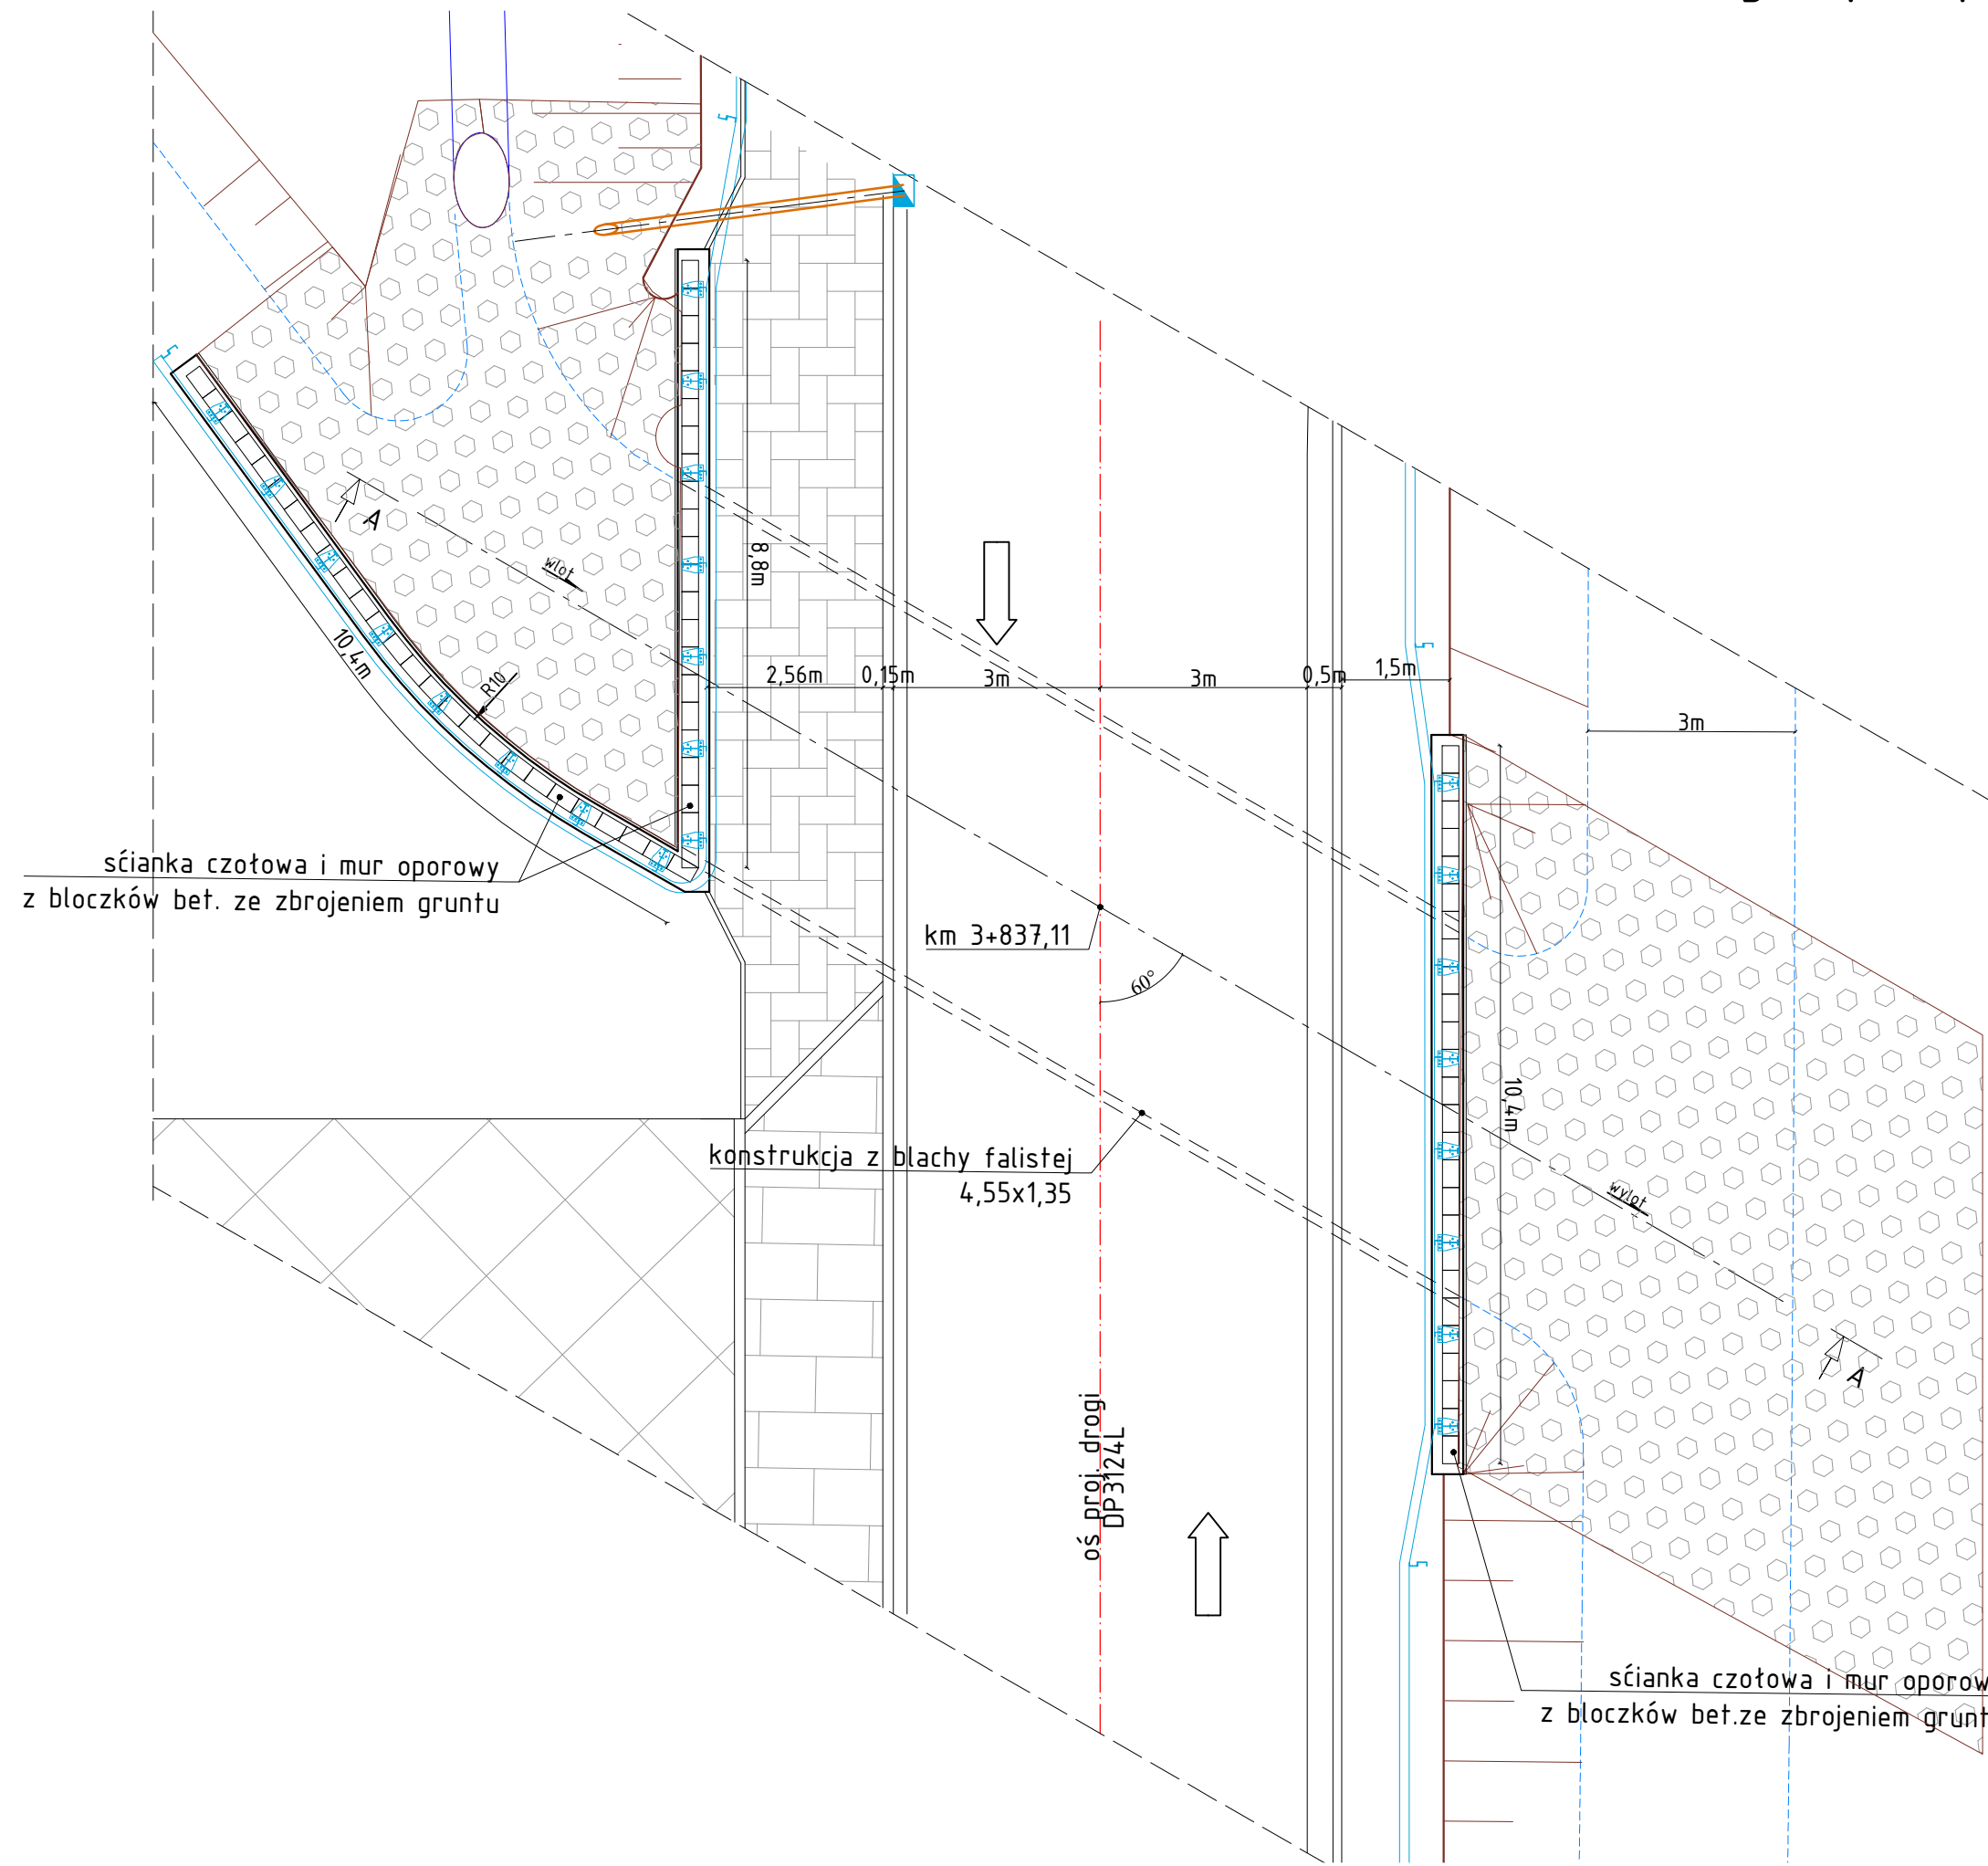 8,8m
A
wlot
10,4m
R10
2,56m
0,15m
3m
3m
0,5m
1,5m
3m
ścianka czołowa i mur oporowy
z bloczków bet. ze zbrojeniem gruntu
km 3+837,11
60°
10,4m
konstrukcja z blachy falistej
4,55x1,35
wylot
A
oś proj. drogi
DP3124L
ścianka czołowa i mur oporow
z bloczków bet.ze zbrojeniem grunt